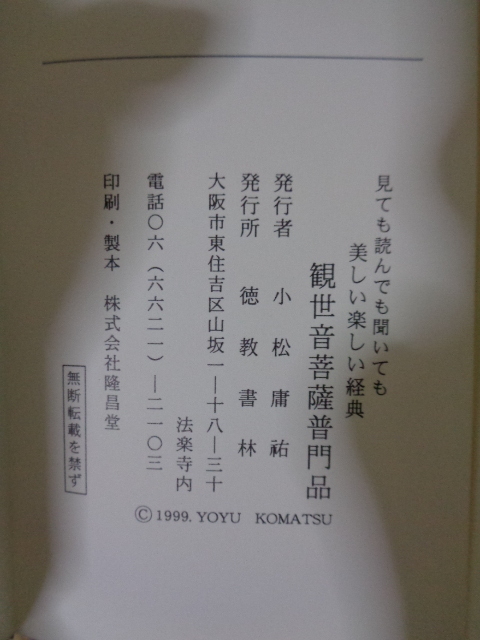 見ても読んでも聞いても
美しい楽しい経典
観世音菩薩普門品
発行者 小松庸祐
発行所 徳教書林
大阪市東住吉区山坂一―十八―三十
法楽寺内
電話〇六(六六二一)―二一〇三
印刷・製本 株式会社隆昌堂
無断転載を禁ず
Ⓒ 1999. YOYU KOMATSU